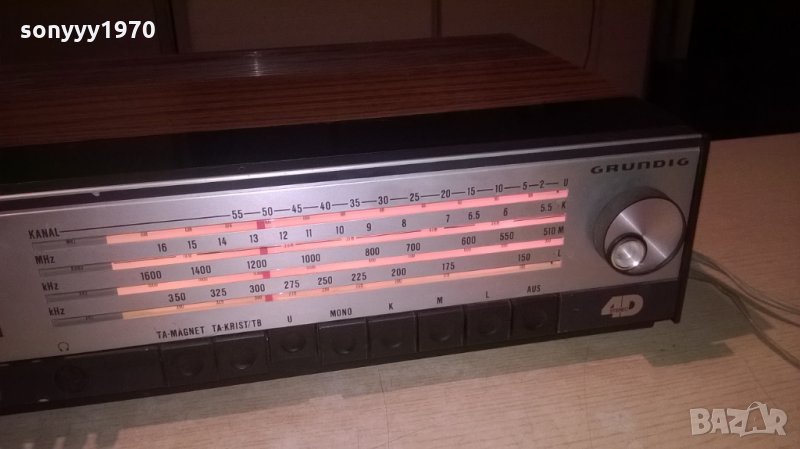 sonyyy1970
GRUNDIG
KANAL 55 50 45 40 35 30 25 20 15 10 5 2 U
MHz 16 15 14 13 12 11 10 9 8 7 6.5 6 5.5 K
kHz 1600 1400 1200 1000 800 700 600 550 510 M
kHz 350 325 300 275 250 225 200 175 150 L
TA-MAGNET TA-KRIST/TB U MONO K M L AUS
4D
STEREO
BAZAR